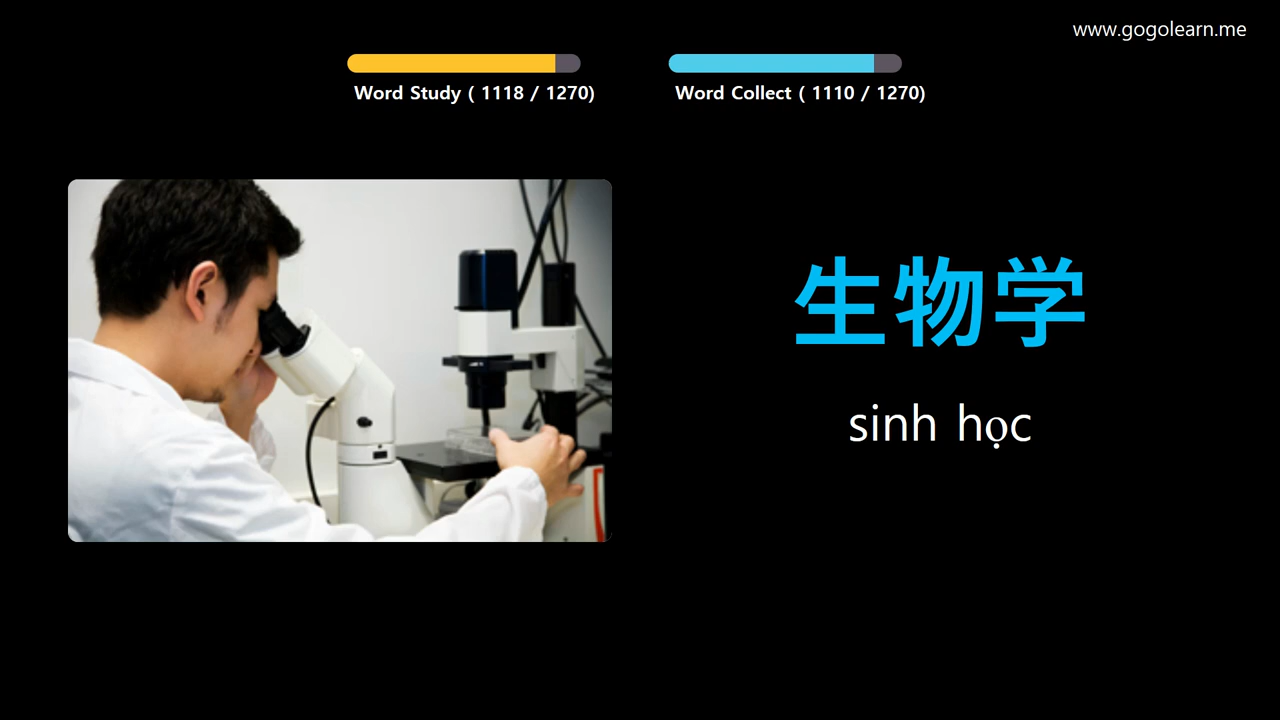 www.gogolearn.me
Word Study ( 1118 / 1270)
Word Collect ( 1110 / 1270)
生物学
sinh học